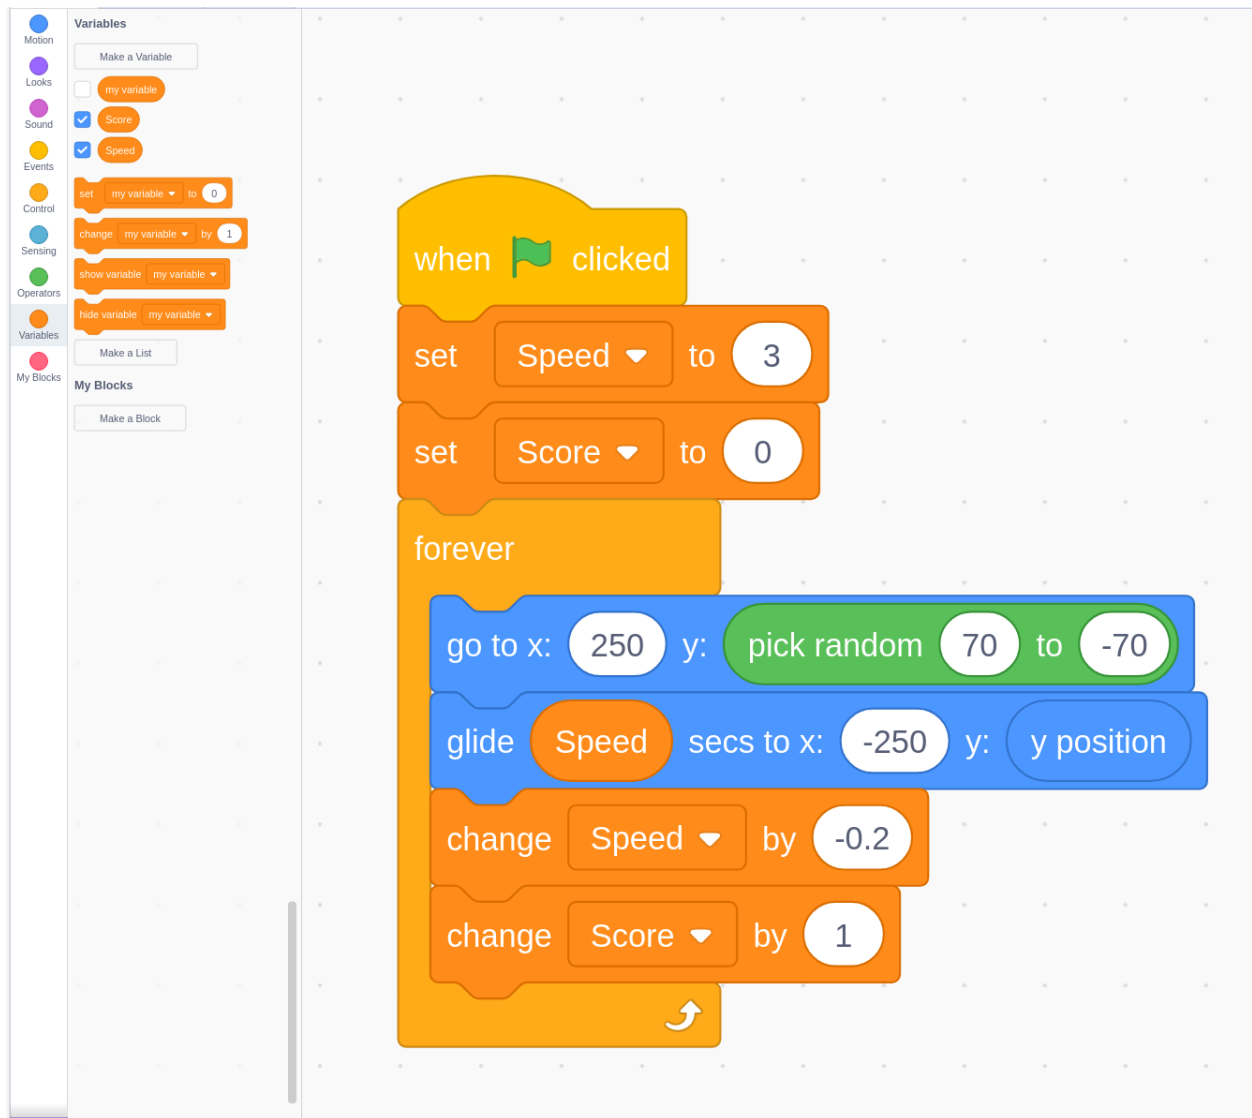 Motion
Looks
Sound
Events
Control
Sensing
Operators
Variables
My Blocks
Variables
Make a Variable
my variable
Score
Speed
set my variable to 0
change my variable by 1
show variable my variable
hide variable my variable
Make a List
My Blocks
Make a Block
when clicked
set Speed to 3
set Score to 0
forever
go to x: 250 y: pick random 70 to -70
glide Speed secs to x: -250 y: y position
change Speed by -0.2
change Score by 1